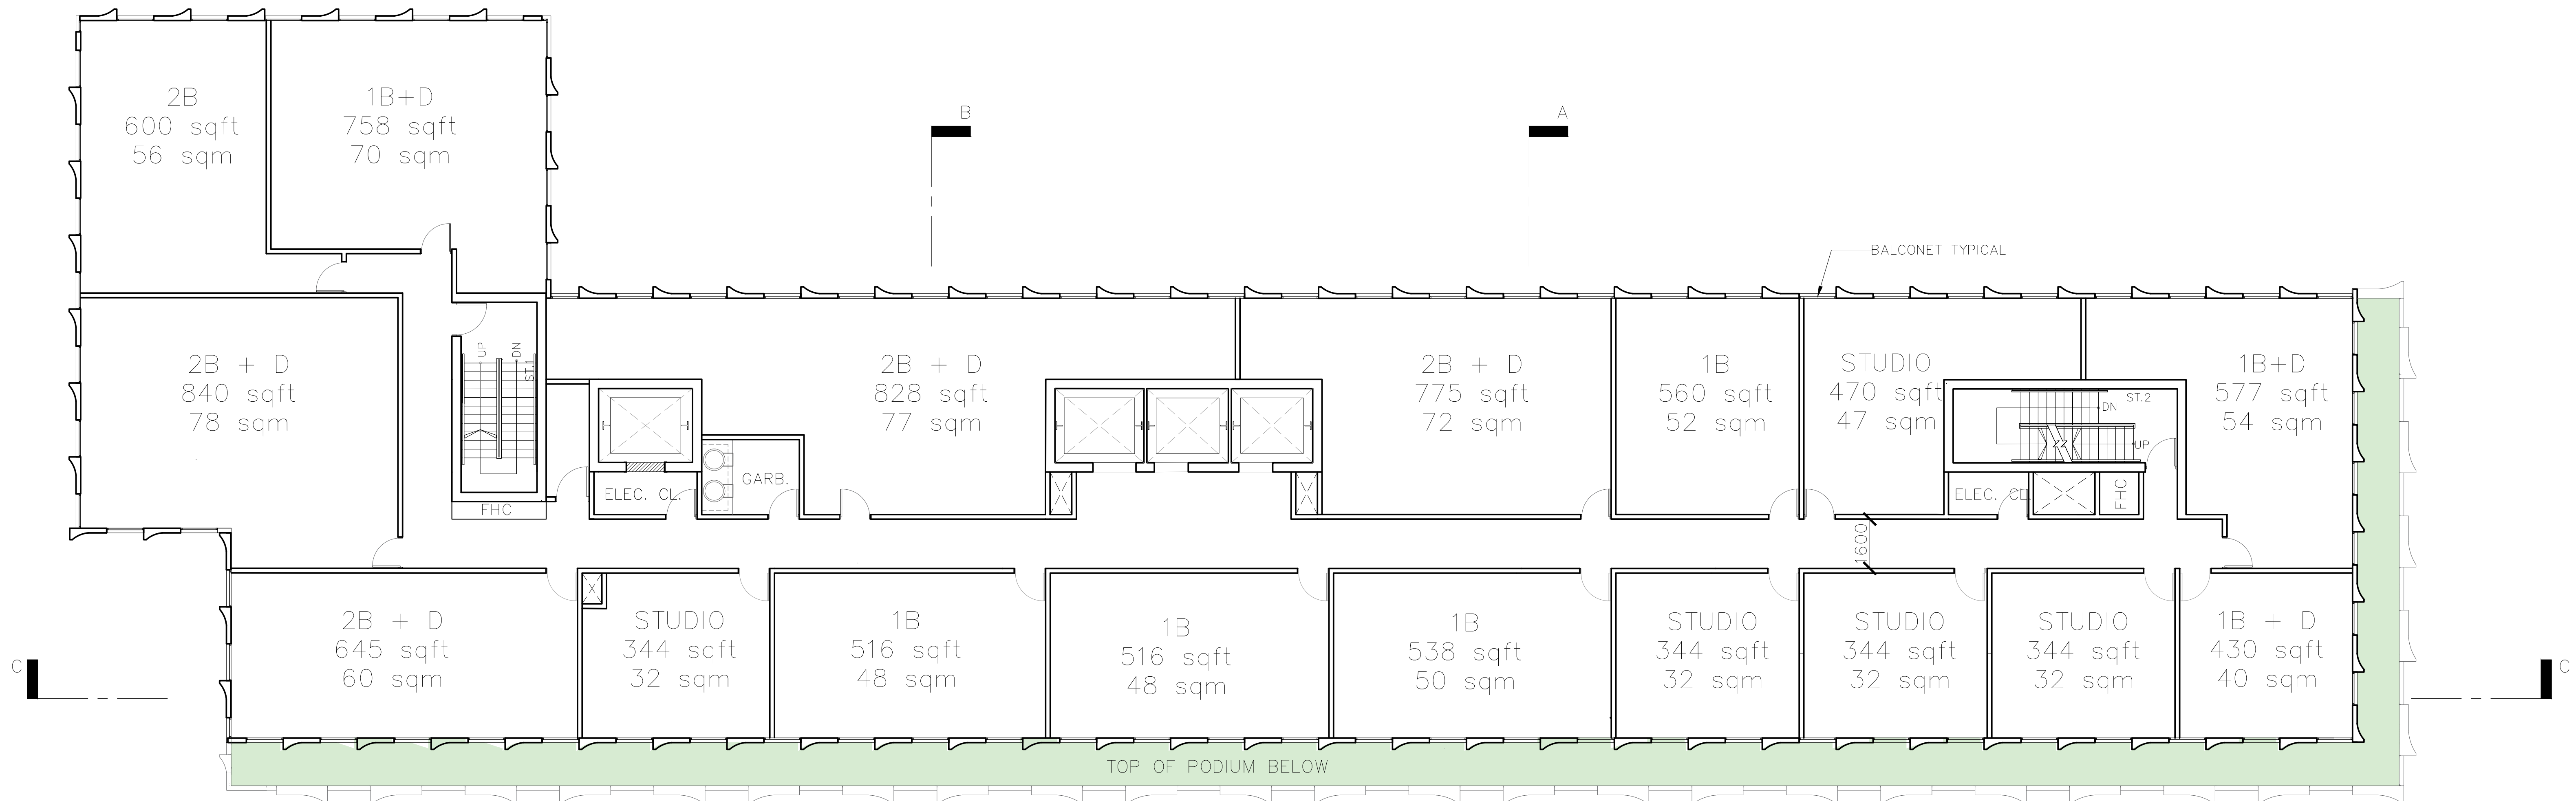 2B
600 sqft
56 sqm
1B+D
758 sqft
70 sqm
B
A
BALCONET TYPICAL
2B + D
840 sqft
78 sqm
UP
DN
ST.1
FHC
ELEC. CL.
GARB.
2B + D
828 sqft
77 sqm
2B + D
775 sqft
72 sqm
1B
560 sqft
52 sqm
STUDIO
470 sqft
47 sqm
ST.2
DN
UP
ELEC. CL.
FHC
1B+D
577 sqft
54 sqm
1600
2B + D
645 sqft
60 sqm
STUDIO
344 sqft
32 sqm
1B
516 sqft
48 sqm
1B
516 sqft
48 sqm
1B
538 sqft
50 sqm
STUDIO
344 sqft
32 sqm
STUDIO
344 sqft
32 sqm
STUDIO
344 sqft
32 sqm
1B + D
430 sqft
40 sqm
C
C
TOP OF PODIUM BELOW